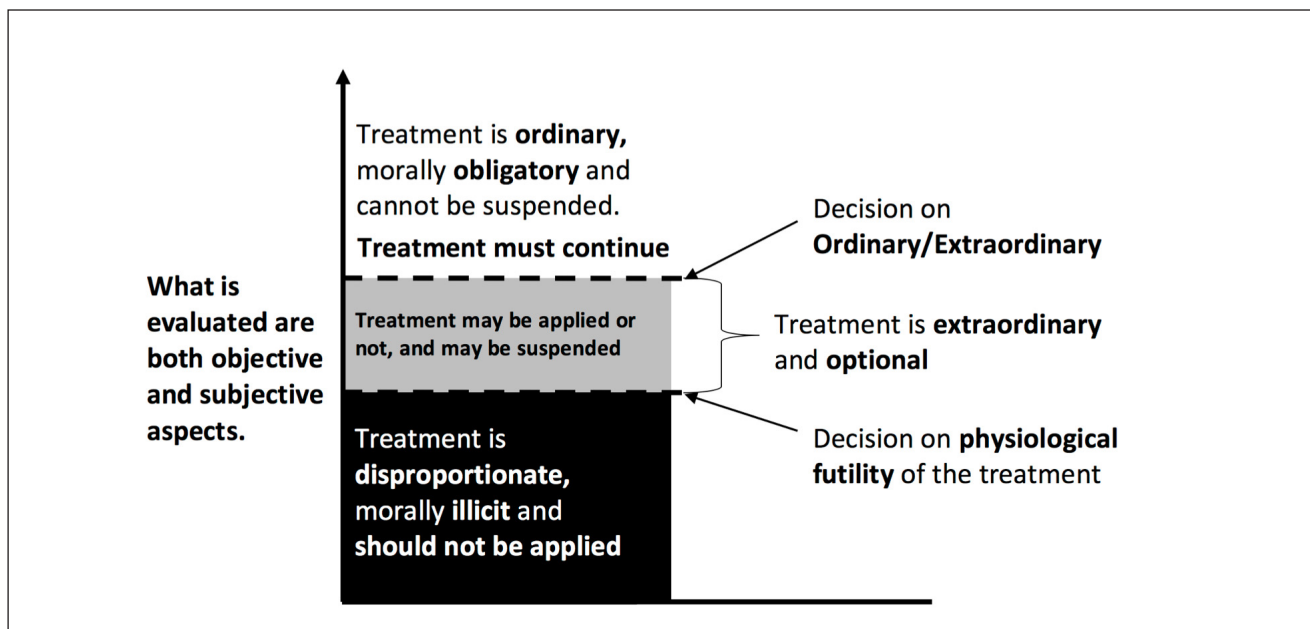 Treatment is ordinary,
morally obligatory and
cannot be suspended.
Treatment must continue
Decision on
Ordinary/Extraordinary
What is
evaluated are
both objective
and subjective
aspects.
Treatment may be applied or
not, and may be suspended
Treatment is extraordinary
and optional
Treatment is
disproportionate,
morally illicit and
should not be applied
Decision on physiological
futility of the treatment